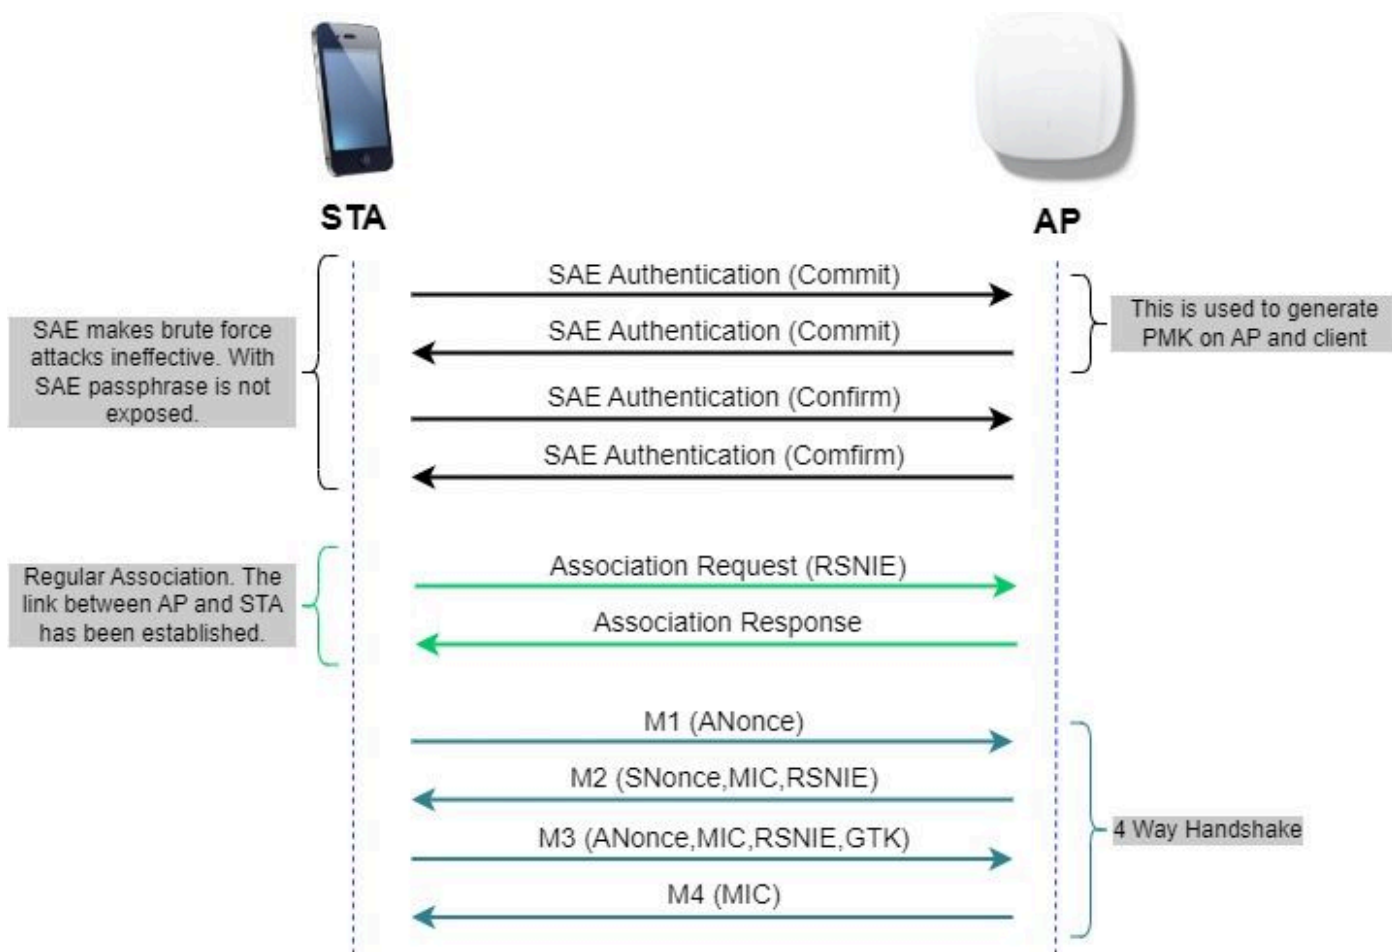 STA
AP
SAE Authentication (Commit)
SAE makes brute force
attacks ineffective. With
SAE passphrase is not
exposed.
This is used to generate
PMK on AP and client
SAE Authentication (Commit)
SAE Authentication (Confirm)
SAE Authentication (Comfirm)
Regular Association. The
link between AP and STA
has been established.
Association Request (RSNIE)
Association Response
M1 (ANonce)
M2 (SNonce,MIC,RSNIE)
M3 (ANonce,MIC,RSNIE,GTK)
4 Way Handshake
M4 (MIC)